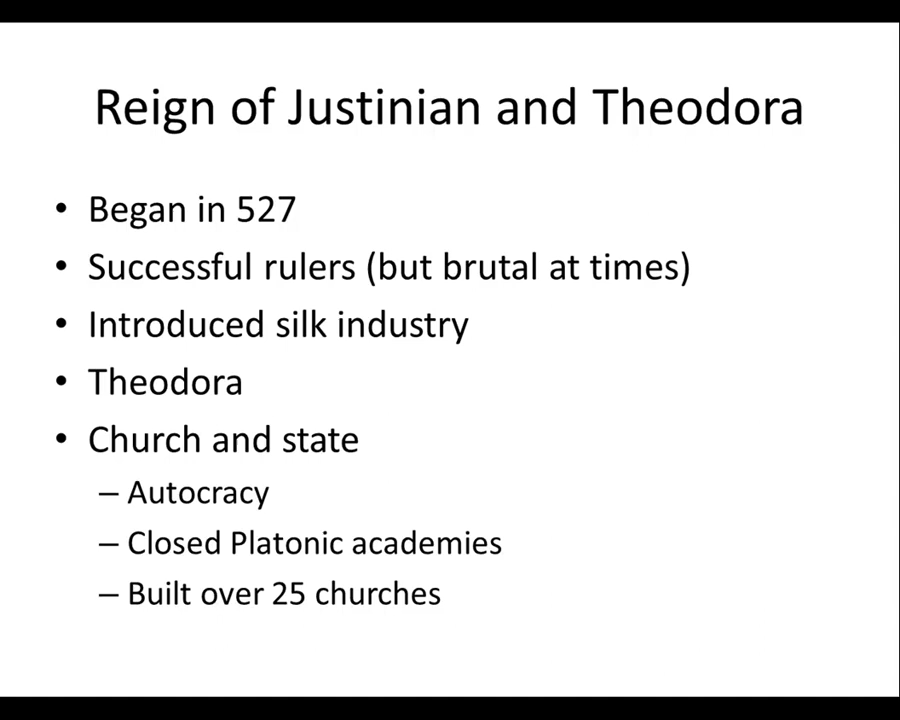 Reign of Justinian and Theodora
• Began in 527
• Successful rulers (but brutal at times)
• Introduced silk industry
• Theodora
• Church and state
– Autocracy
– Closed Platonic academies
– Built over 25 churches